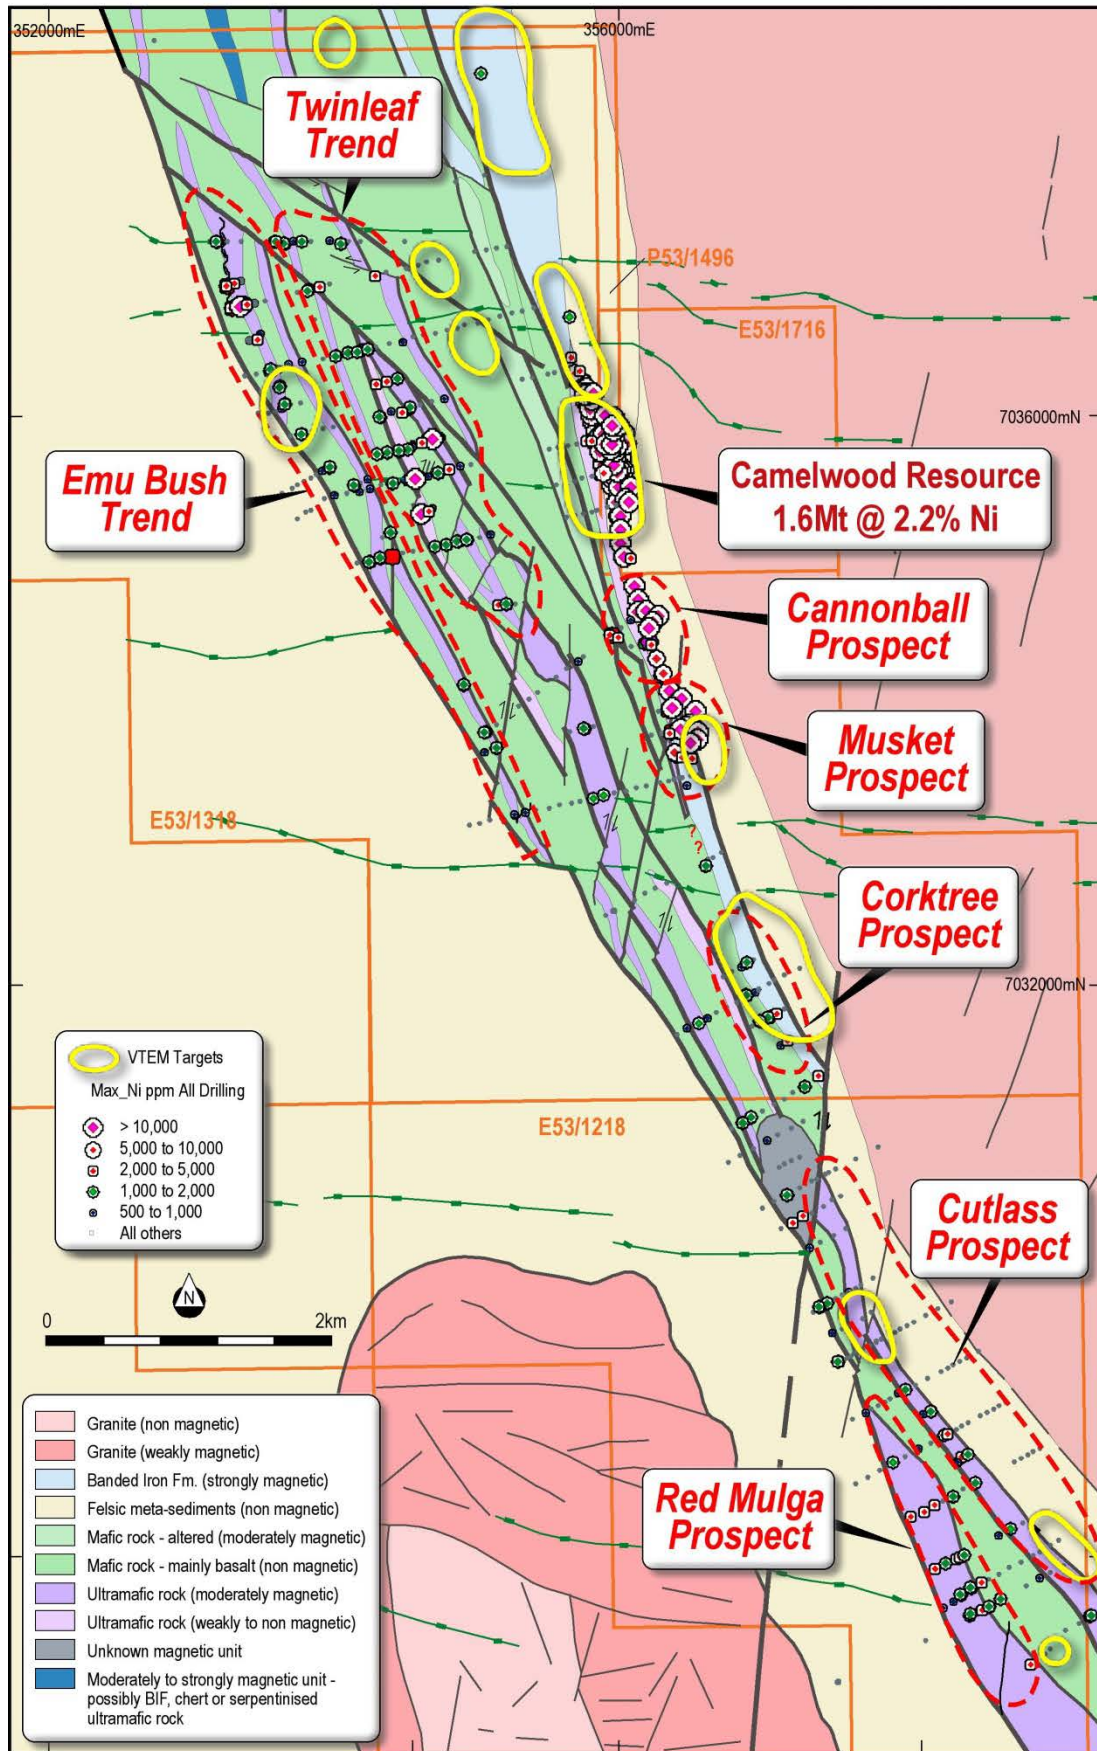 352000mE
356000mE
Twinleaf
Trend
P53/1496
E53/1716
7036000mN
Emu Bush
Trend
Camelwood Resource
1.6Mt @ 2.2% Ni
Cannonball
Prospect
Musket
Prospect
E53/1318
?
?
Corktree
Prospect
7032000mN
VTEM Targets
Max_Ni ppm All Drilling
> 10,000
5,000 to 10,000
2,000 to 5,000
1,000 to 2,000
500 to 1,000
All others
E53/1218
Cutlass
Prospect
N
0 2km
Red Mulga
Prospect
Granite (non magnetic)
Granite (weakly magnetic)
Banded Iron Fm. (strongly magnetic)
Felsic meta-sediments (non magnetic)
Mafic rock - altered (moderately magnetic)
Mafic rock - mainly basalt (non magnetic)
Ultramafic rock (moderately magnetic)
Ultramafic rock (weakly to non magnetic)
Unknown magnetic unit
Moderately to strongly magnetic unit -
possibly BIF, chert or serpentinised
ultramafic rock